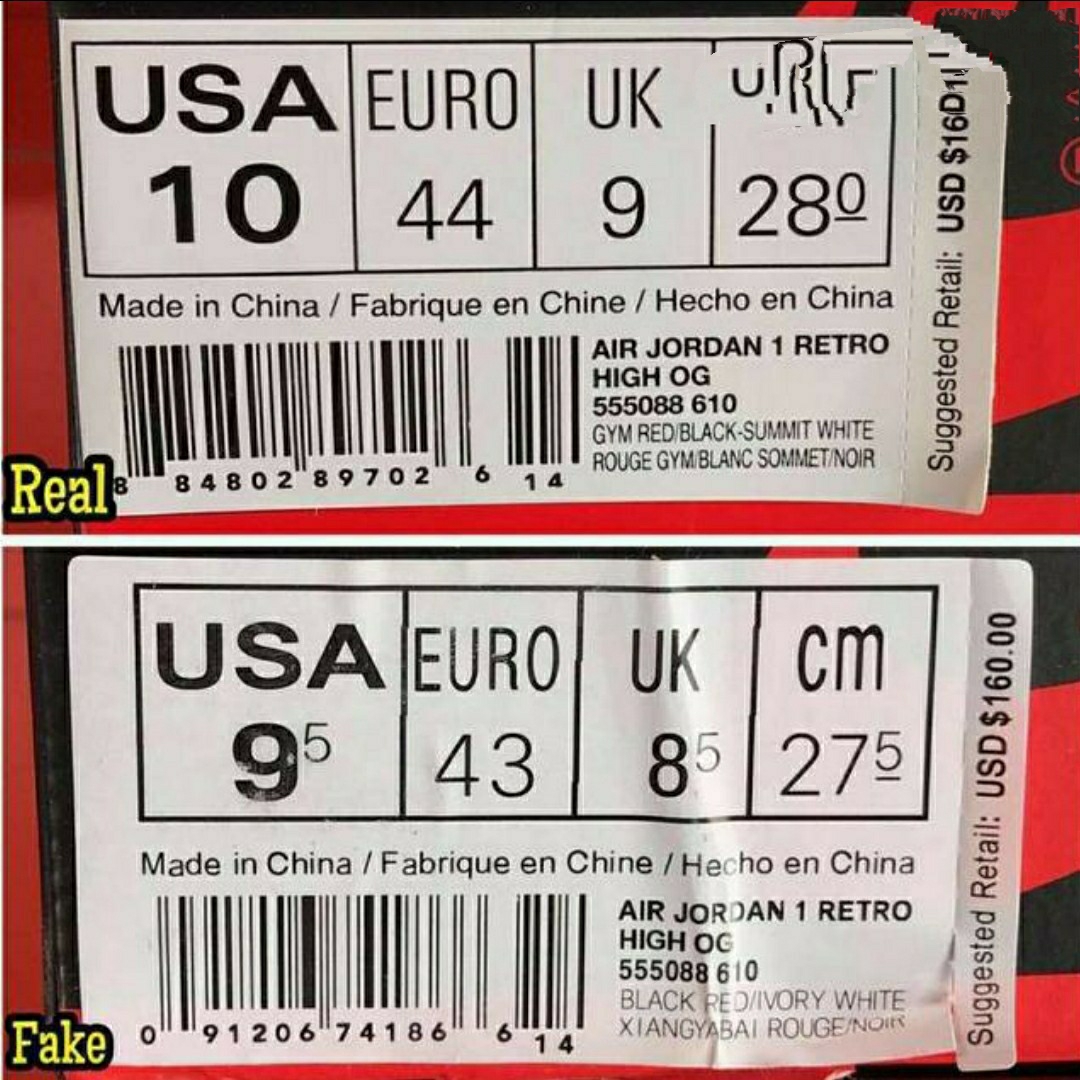 USA EURO UK
10 44 9 28 0
Made in China / Fabrique en Chine / Hecho en China
AIR JORDAN 1 RETRO
HIGH OG
555088 610
GYM RED/BLACK-SUMMIT WHITE
ROUGE GYM/BLANC SOMMET/NOIR
8 84802 89702 6 14
Suggested Retail: USD
Real
USA EURO UK cm
9 5 43 8 5 27 5
Made in China / Fabrique en Chine / Hecho en China
AIR JORDAN 1 RETRO
HIGH OG
555088 610
BLACK RED/IVORY WHITE
XIANGYABAI ROUGE/NOIR
0 91206 74186 6 14
Suggested Retail: USD $160.00
Fake